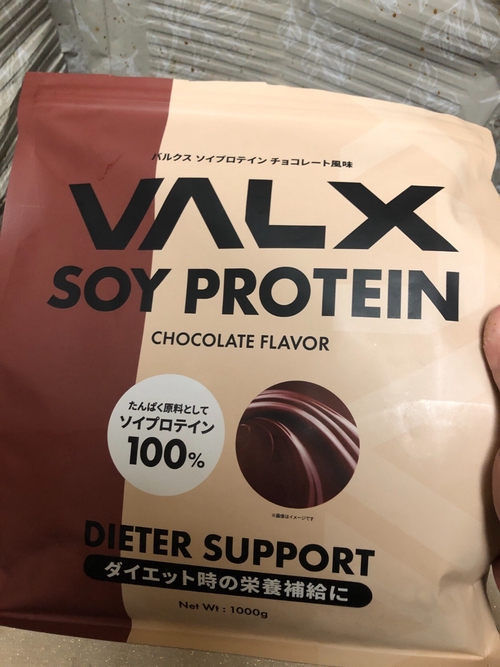 バルクス ソイプロテイン チョコレート風味
VALX
SOY PROTEIN
CHOCOLATE FLAVOR
たんぱく原料として
ソイプロテイン
100%
※画像はイメージです
DIETER SUPPORT
ダイエット時の栄養補給に
Net Wt : 1000g